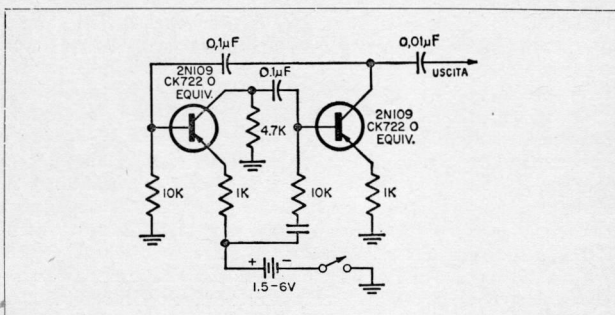 0,1µF
0,01µF
USCITA
2N109
CK722 O
EQUIV.
0.1µF
2N109
CK722 O
EQUIV.
4.7K
10K
1K
10K
1K
+ −
1.5-6V